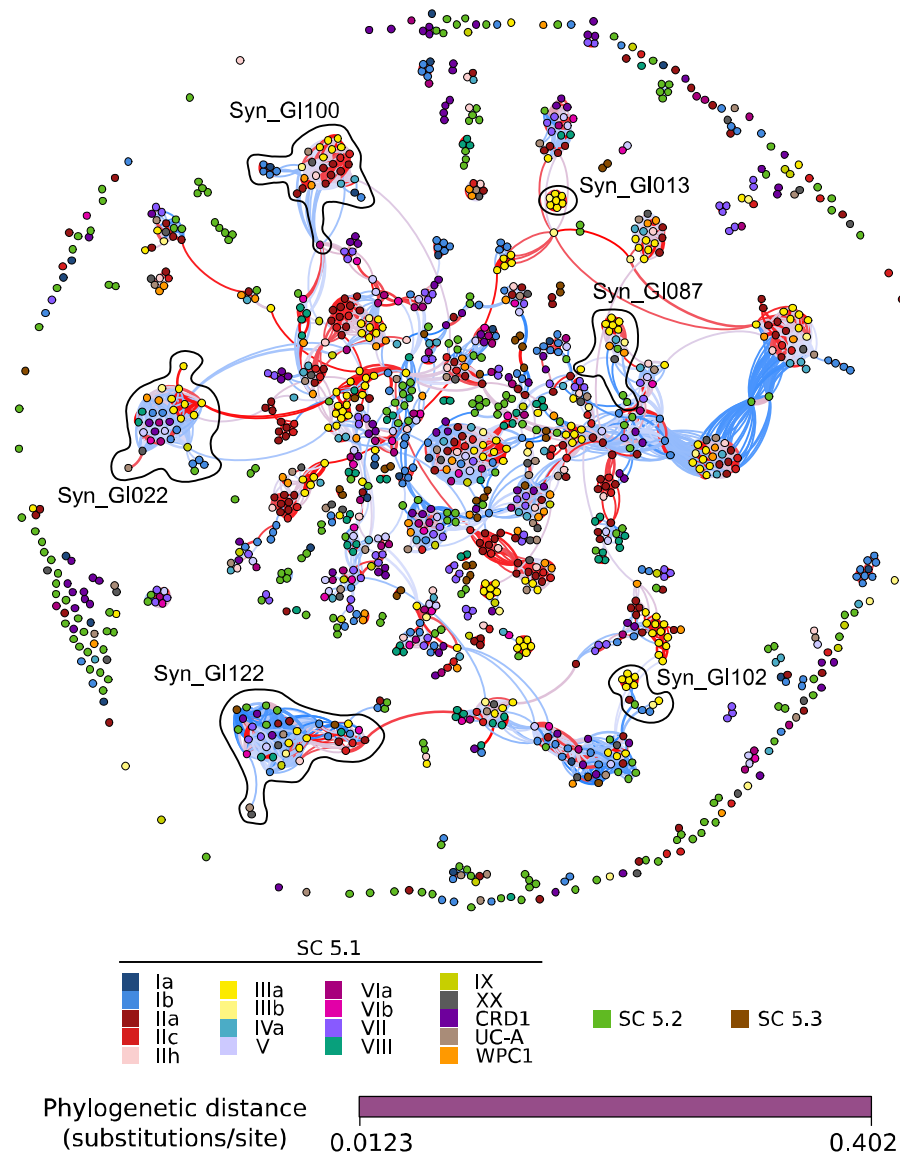 Syn_GI100
Syn_GI013
Syn_GI087
Syn_GI022
Syn_GI122
Syn_GI102
SC 5.1
Ia
Ib
IIa
IIc
IIh
IIIa
IIIb
IVa
V
VIa
VIb
VII
VIII
IX
XX
CRD1
UC-A
WPC1
SC 5.2
SC 5.3
Phylogenetic distance
(substitutions/site)
0.0123
0.402